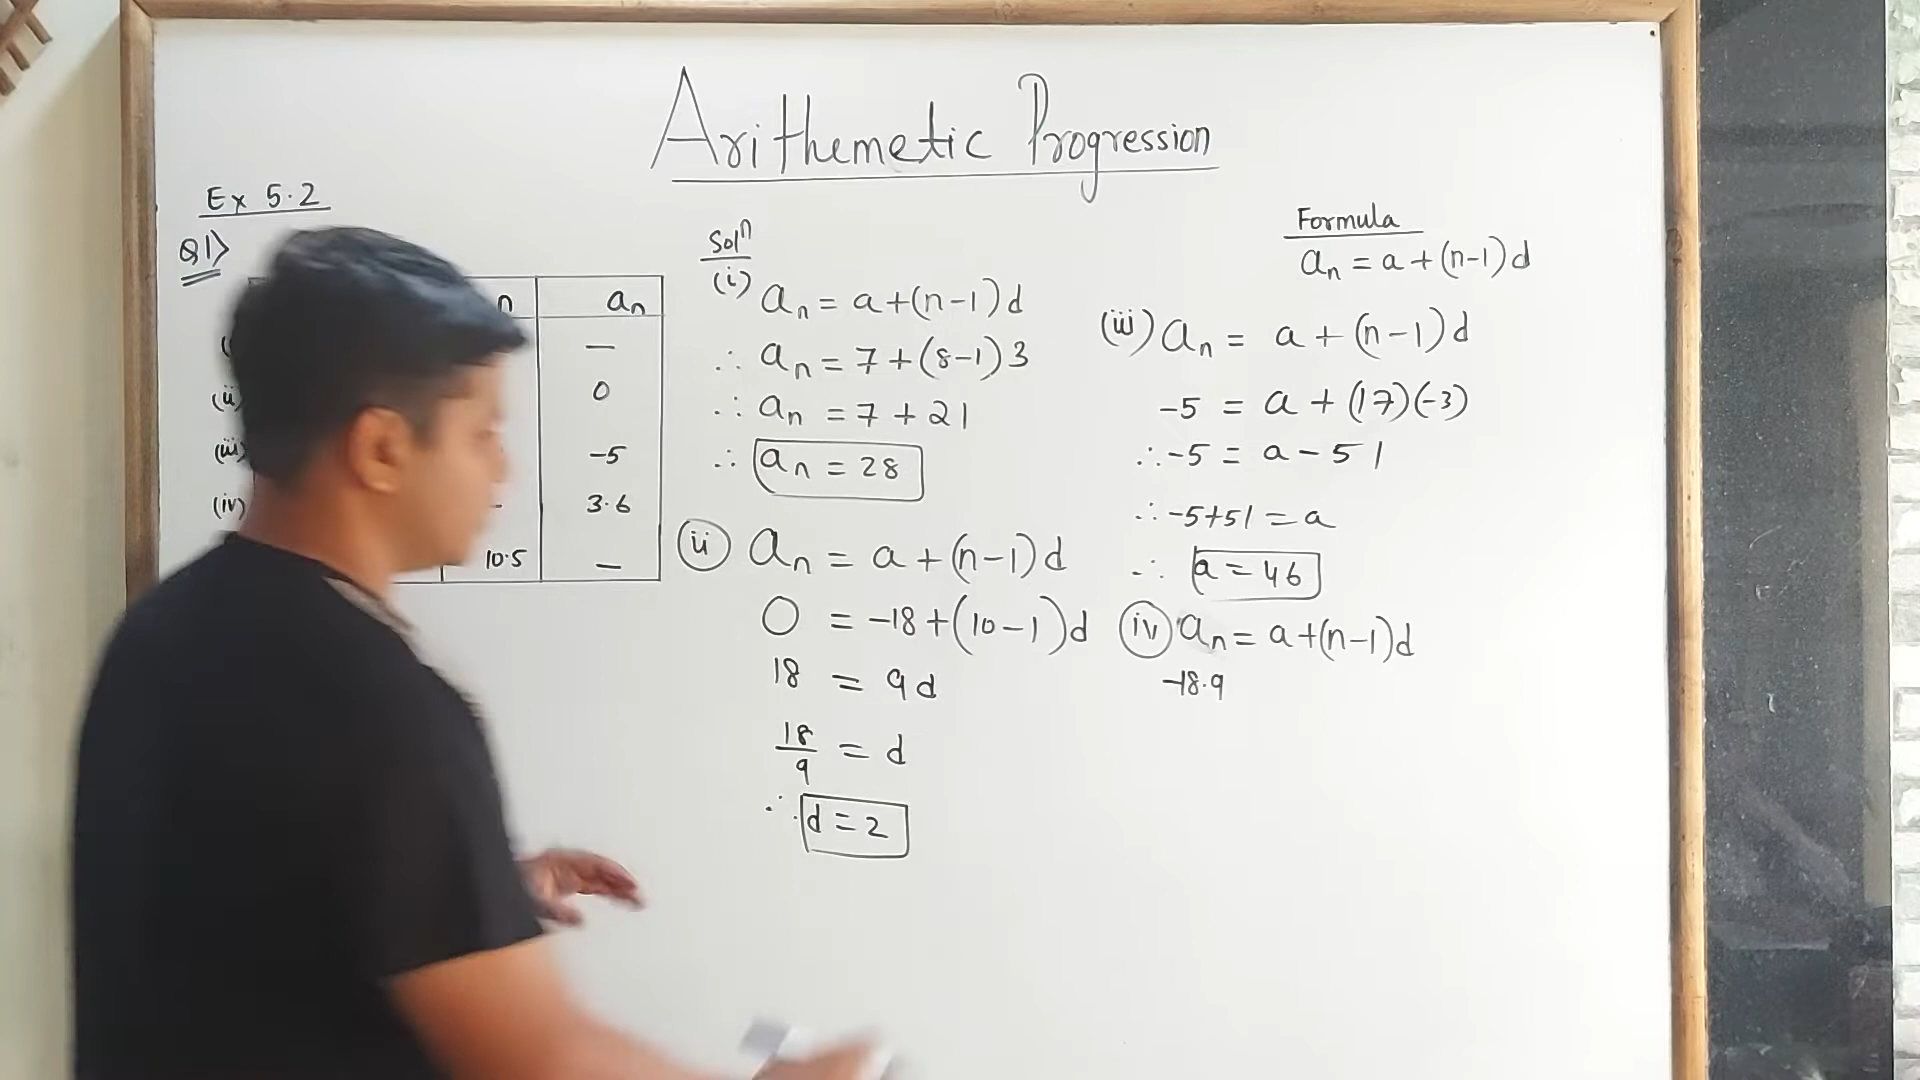 Arithemetic Progression
Ex 5.2
Q1>
n an
—
(ii) 0
(iii) -5
(iv) - 3.6
10.5 —
Solⁿ
(i) an = a+(n-1)d
∴ an = 7+(8-1)3
∴ an = 7+21
∴ an = 28
(ii) an = a+(n-1)d
0 = -18+(10-1)d
18 = 9d
18/9 = d
∴ d=2
Formula
an = a+(n-1)d
(iii) an = a+(n-1)d
-5 = a+(17)(-3)
∴ -5 = a-51
∴ -5+51 = a
∴ a=46
(iv) an = a+(n-1)d
-18.9